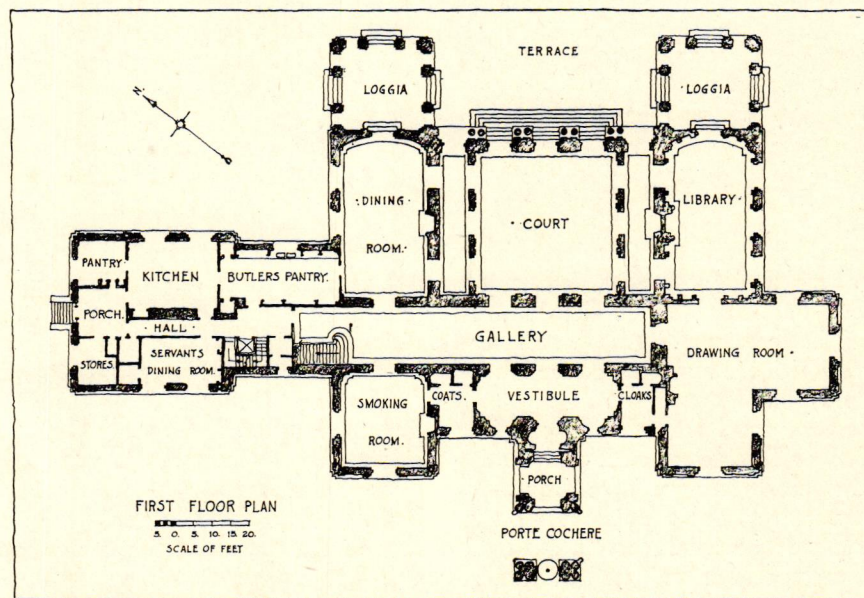 TERRACE
LOGGIA
LOGGIA
N.
DINING
ROOM.
COURT
LIBRARY
PANTRY
KITCHEN
BUTLERS PANTRY.
PORCH.
HALL
GALLERY
STORES.
SERVANTS
DINING ROOM.
DRAWING ROOM
SMOKING
ROOM.
COATS.
VESTIBULE
CLOAKS
PORCH
FIRST FLOOR PLAN
5. 0. 5. 10. 15. 20.
SCALE OF FEET
PORTE COCHERE